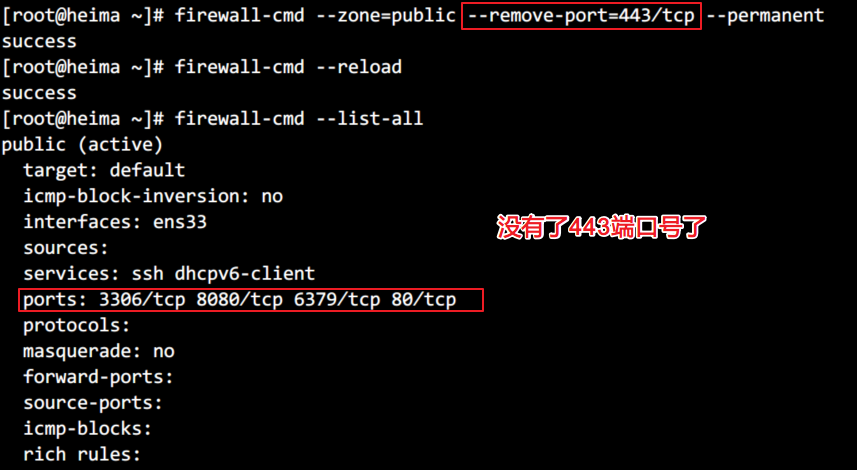 [root@heima ~]# firewall-cmd --zone=public --remove-port=443/tcp --permanent
success
[root@heima ~]# firewall-cmd --reload
success
[root@heima ~]# firewall-cmd --list-all
public (active)
target: default
icmp-block-inversion: no
interfaces: ens33
没有了443端口号了
sources:
services: ssh dhcpv6-client
ports: 3306/tcp 8080/tcp 6379/tcp 80/tcp
protocols:
masquerade: no
forward-ports:
source-ports:
icmp-blocks:
rich rules: